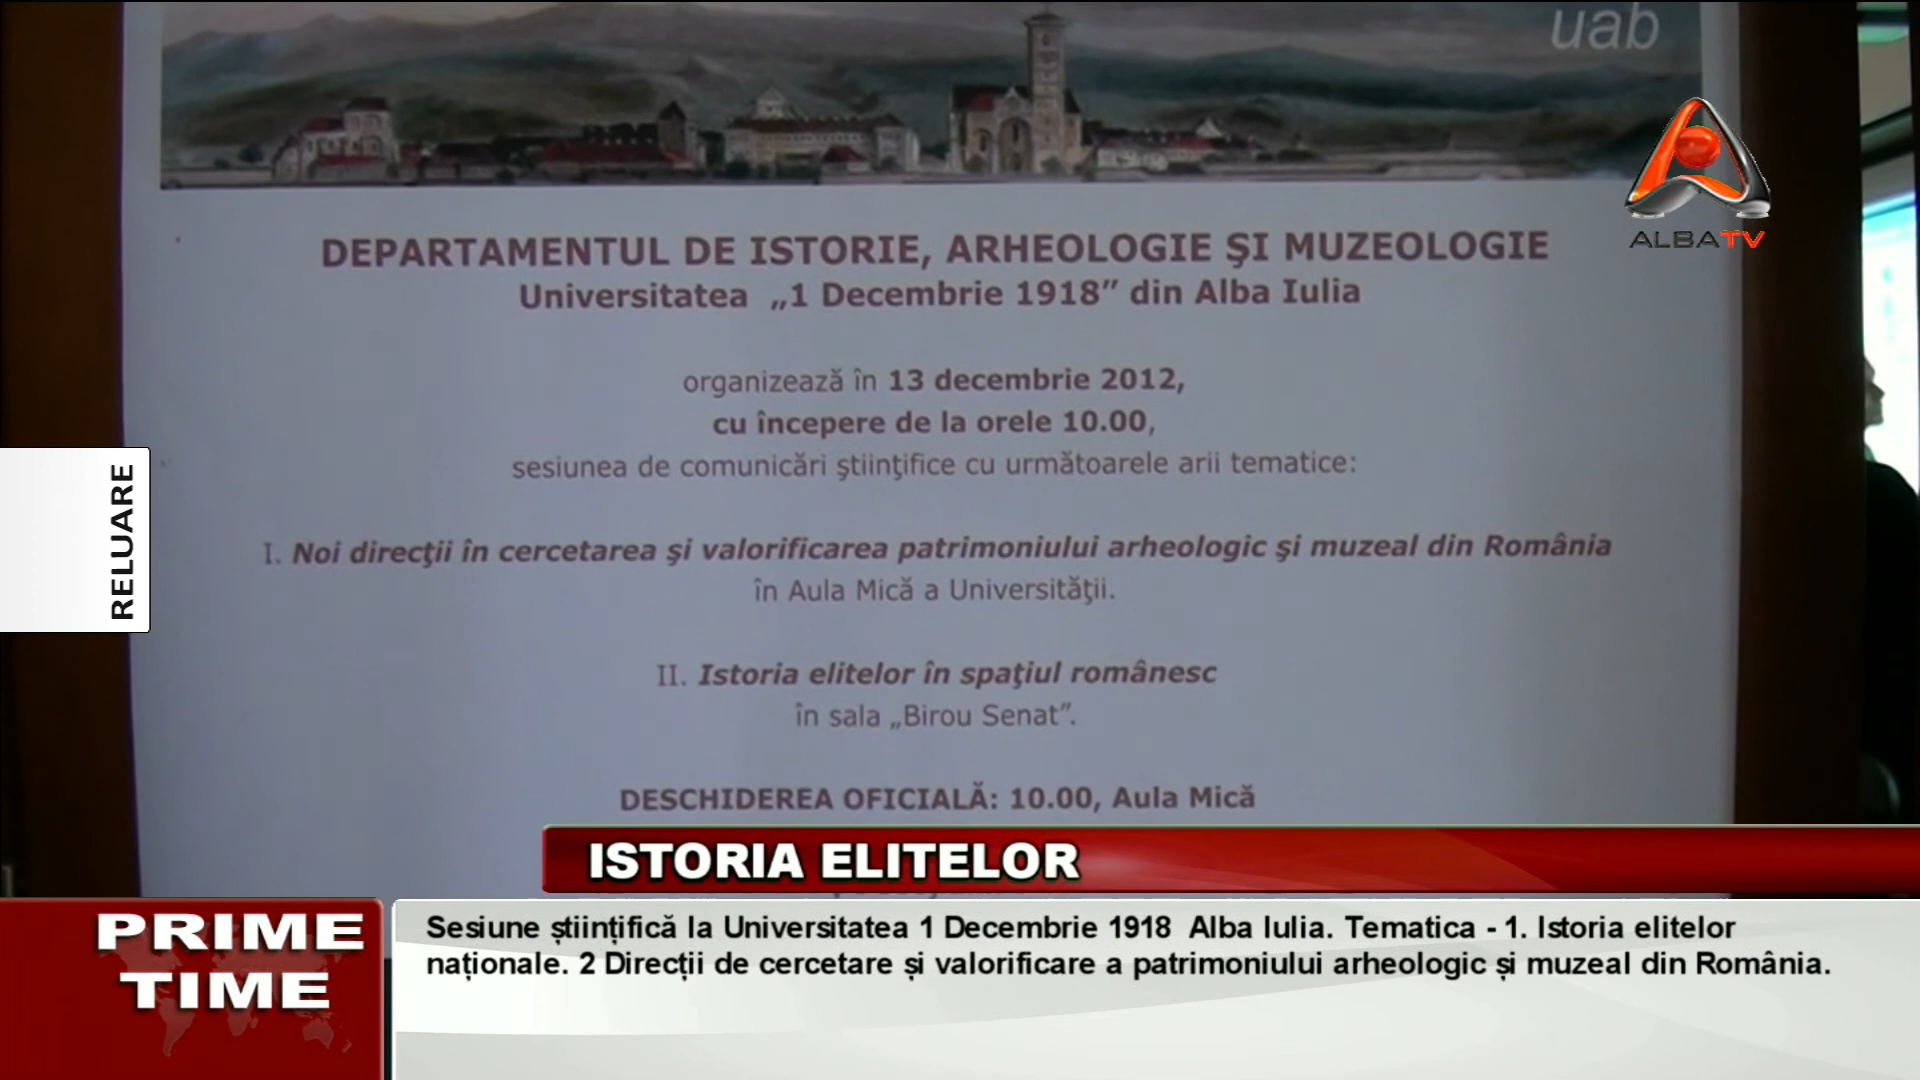 uab
ALBATV
DEPARTAMENTUL DE ISTORIE, ARHEOLOGIE ŞI MUZEOLOGIE
Universitatea „1 Decembrie 1918” din Alba Iulia
organizează în 13 decembrie 2012,
cu începere de la orele 10.00,
sesiunea de comunicări ştiinţifice cu următoarele arii tematice:
RELUARE
I. Noi direcţii în cercetarea şi valorificarea patrimoniului arheologic şi muzeal din România
în Aula Mică a Universităţii.
II. Istoria elitelor în spaţiul românesc
în sala „Birou Senat”.
DESCHIDEREA OFICIALĂ: 10.00, Aula Mică
ISTORIA ELITELOR
PRIME
TIME
Sesiune științifică la Universitatea 1 Decembrie 1918 Alba Iulia. Tematica - 1. Istoria elitelor
naționale. 2 Direcții de cercetare și valorificare a patrimoniului arheologic și muzeal din România.